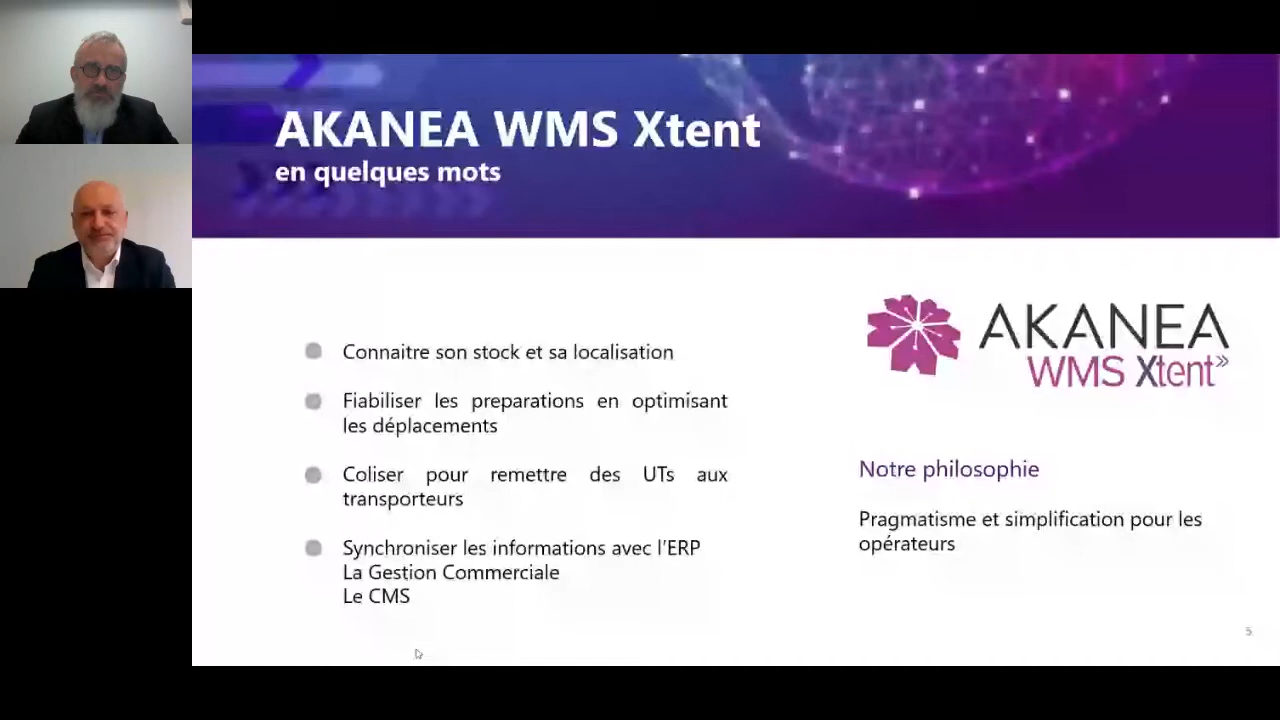 AKANEA WMS Xtent
en quelques mots
Connaitre son stock et sa localisation
Fiabiliser les preparations en optimisant
les déplacements
Coliser pour remettre des UTs aux
transporteurs
Synchroniser les informations avec l'ERP
La Gestion Commerciale
Le CMS
AKANEA
WMS Xtent»
Notre philosophie
Pragmatisme et simplification pour les
opérateurs
5